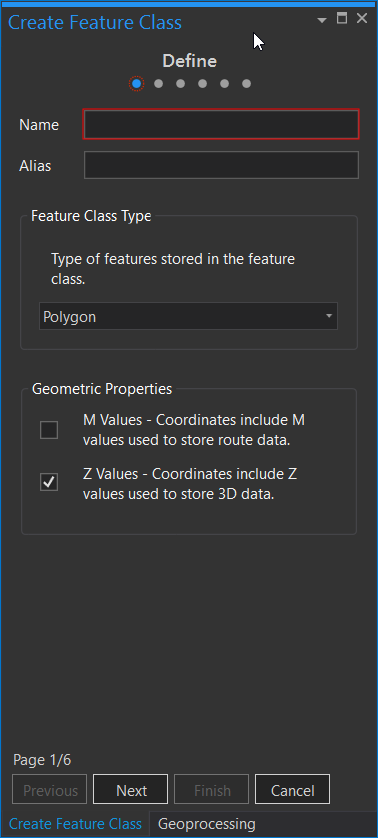 Create Feature Class
Define
Name
Alias
Feature Class Type
Type of features stored in the feature
class.
Polygon
Geometric Properties
M Values - Coordinates include M
values used to store route data.
Z Values - Coordinates include Z
values used to store 3D data.
Page 1/6
Previous Next Finish Cancel
Create Feature Class Geoprocessing